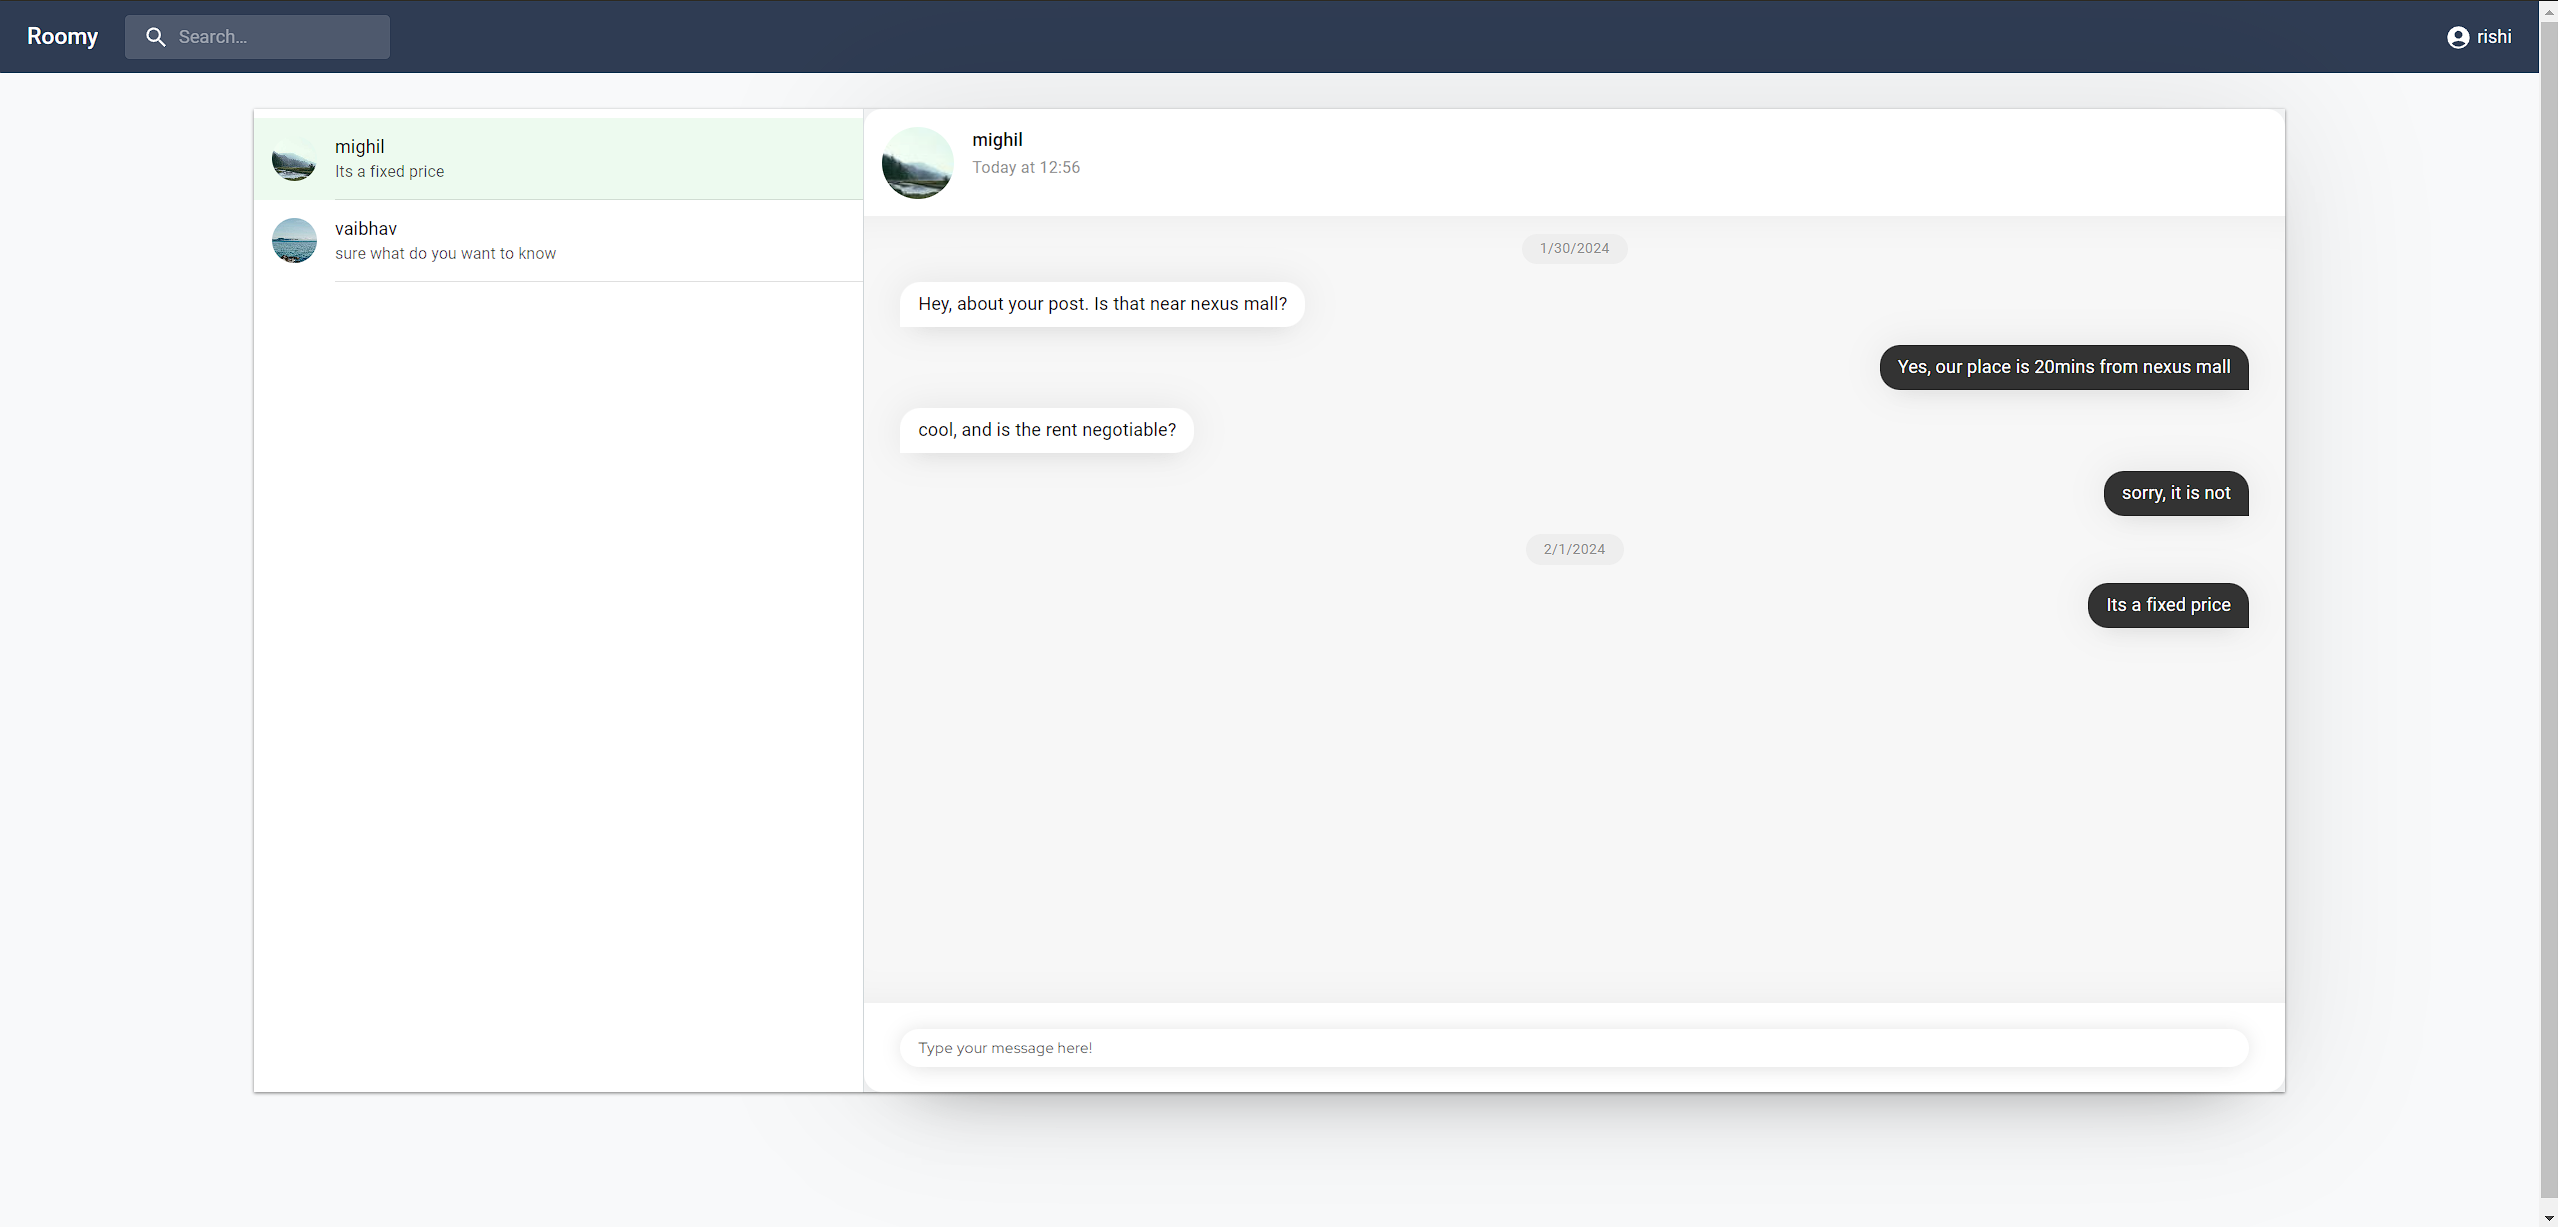 Roomy
Search...
rishi
mighil
Its a fixed price
vaibhav
sure what do you want to know
mighil
Today at 12:56
1/30/2024
Hey, about your post. Is that near nexus mall?
Yes, our place is 20mins from nexus mall
cool, and is the rent negotiable?
sorry, it is not
2/1/2024
Its a fixed price
Type your message here!